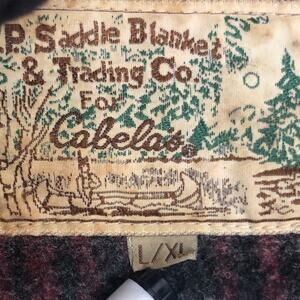 P. Saddle Blanket
& Trading Co.
For
Cabela's®
L/XL